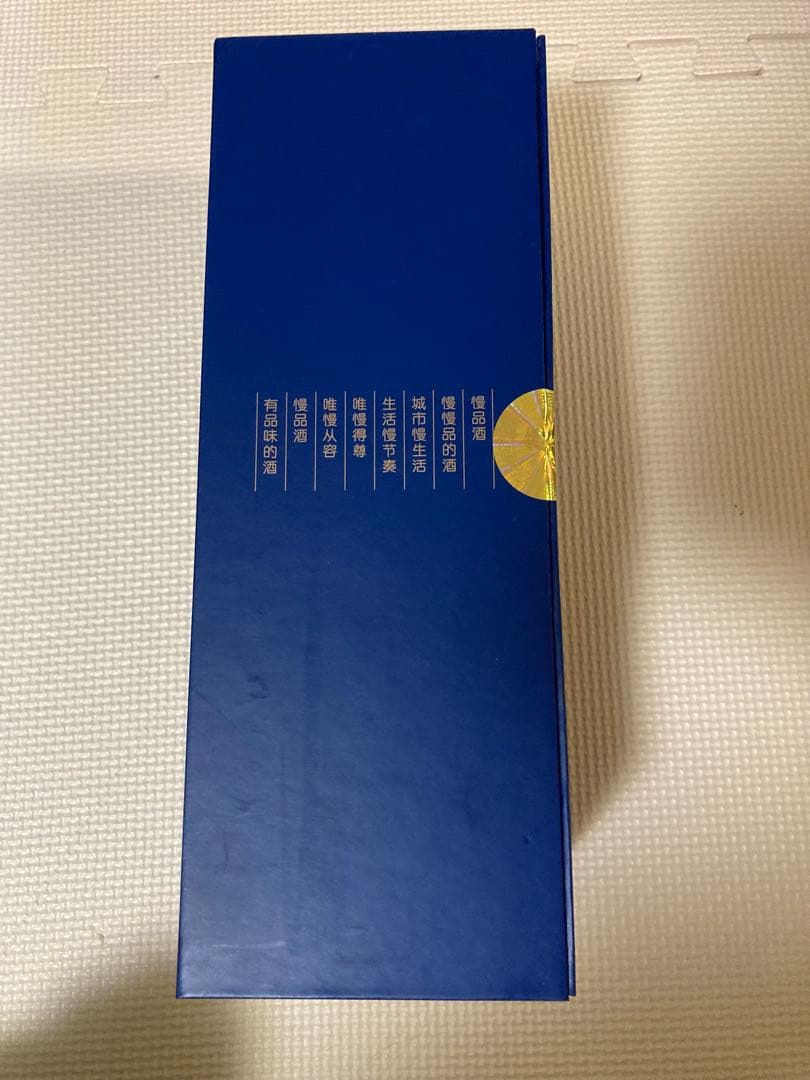 慢品酒
慢慢品的酒
城市慢生活
生活慢节奏
唯慢得尊
唯慢从容
慢品酒
有品味的酒